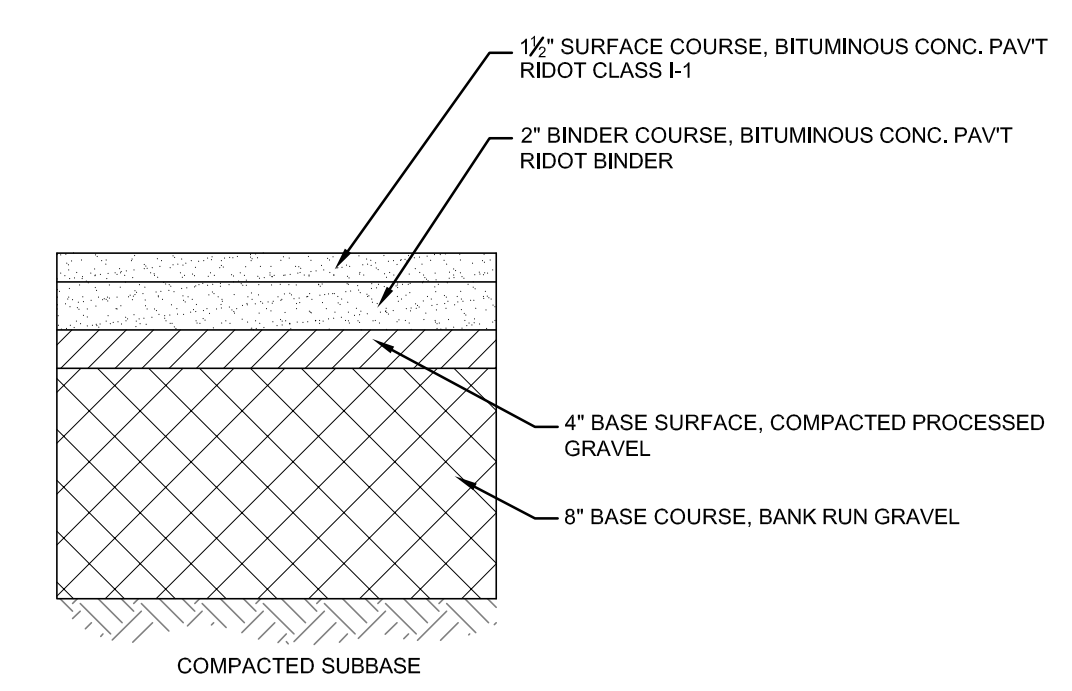 1½" SURFACE COURSE, BITUMINOUS CONC. PAV'T
RIDOT CLASS I-1
2" BINDER COURSE, BITUMINOUS CONC. PAV'T
RIDOT BINDER
4" BASE SURFACE, COMPACTED PROCESSED
GRAVEL
8" BASE COURSE, BANK RUN GRAVEL
COMPACTED SUBBASE